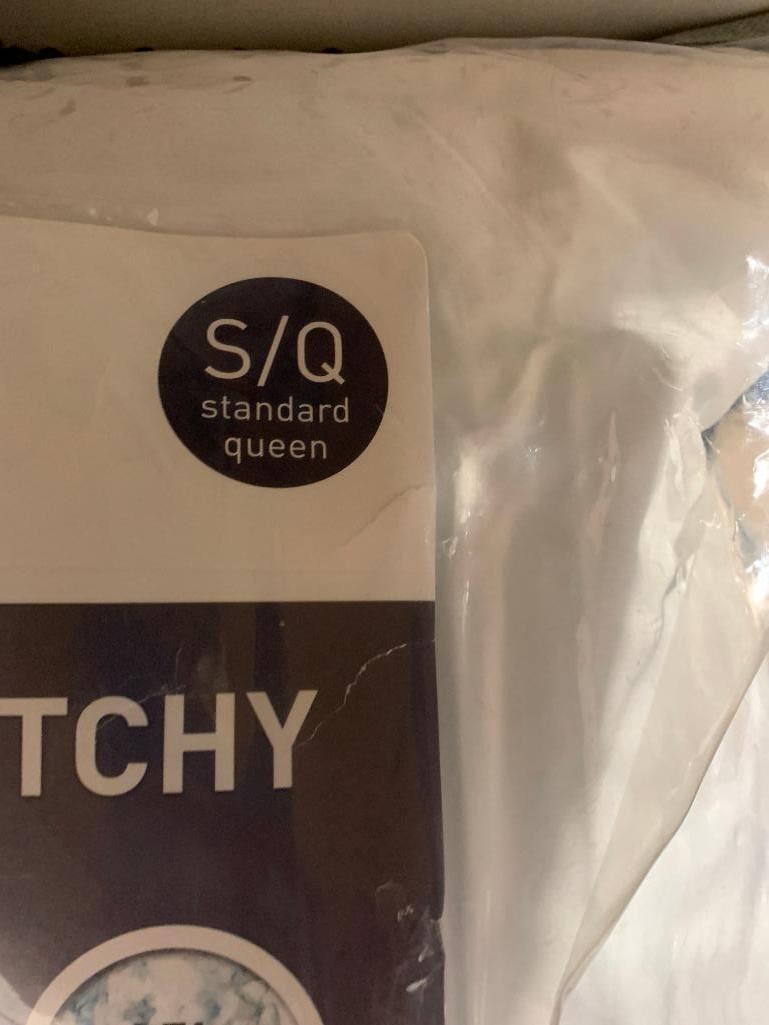 S/Q
standard
queen
TCHY